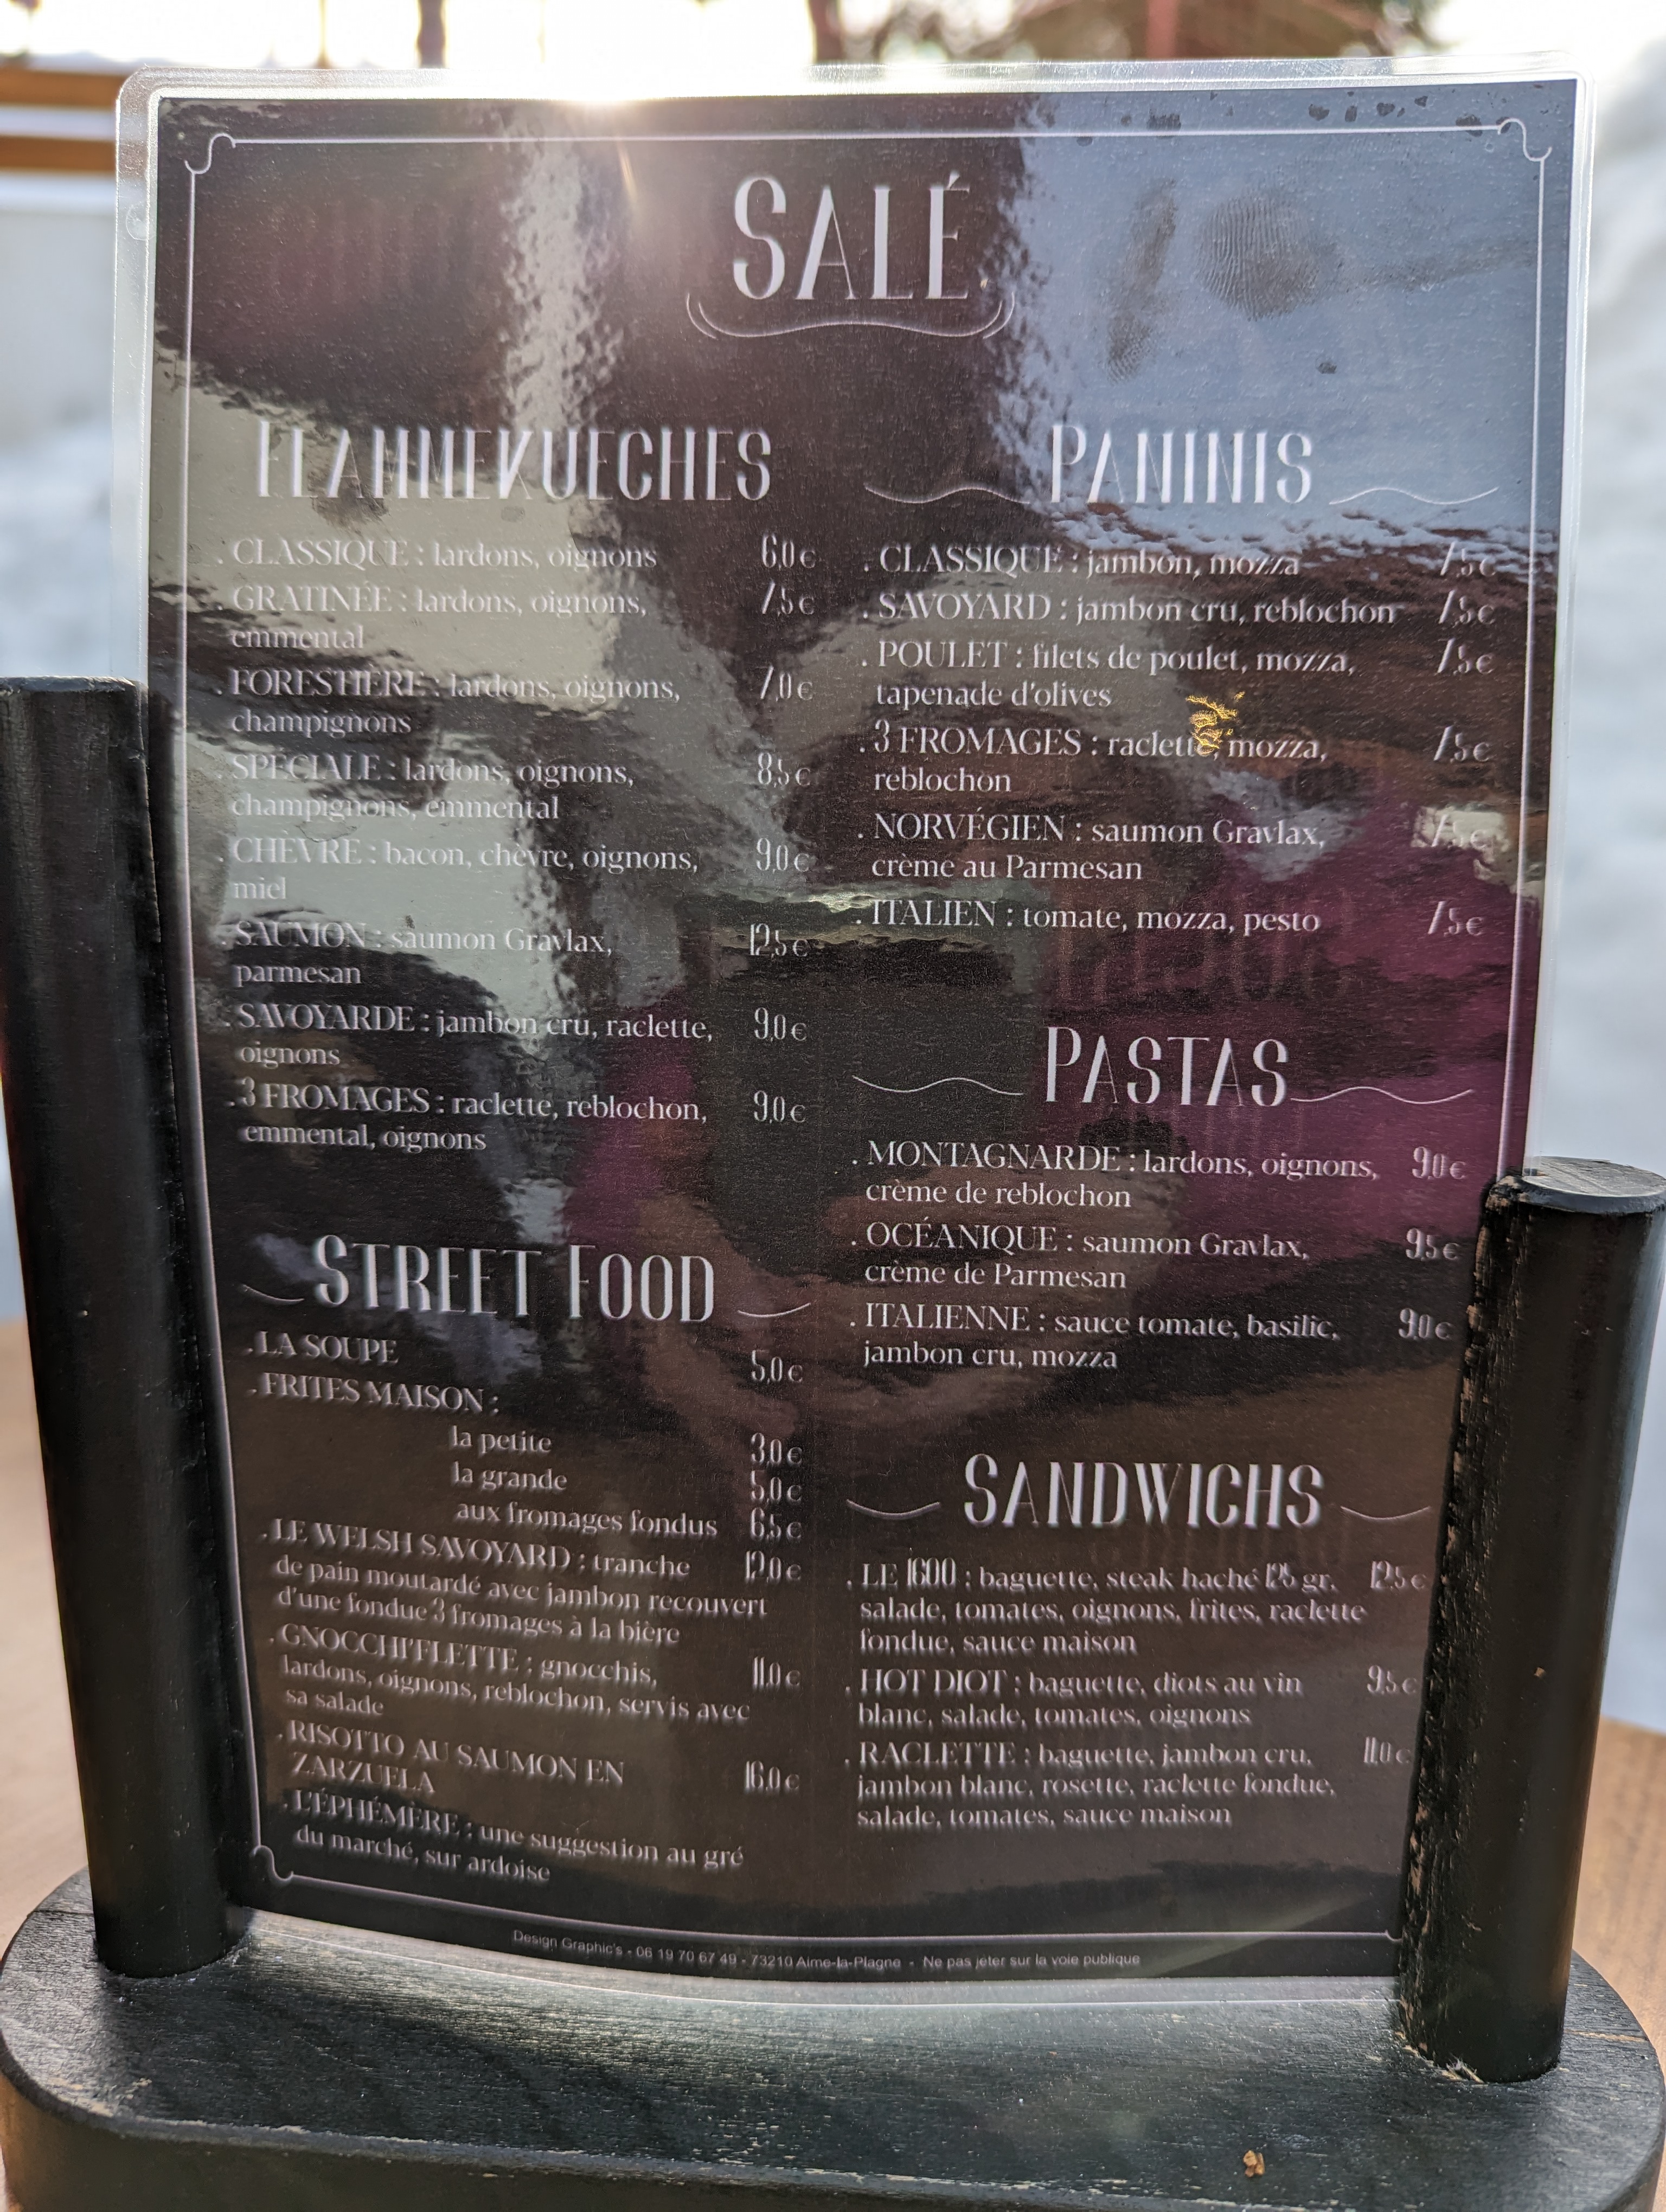 SALÉ
FLAMMEKUECHES
. CLASSIQUE : lardons, oignons 6,0 €
. GRATINÉE : lardons, oignons, 7,5 €
emmental
. FORESTIÈRE : lardons, oignons, 7,0 €
champignons
. SPÉCIALE : lardons, oignons, 8,5 €
champignons, emmental
. CHÈVRE : bacon, chèvre, oignons, 9,0 €
miel
. SAUMON : saumon Gravlax, 12,5 €
parmesan
. SAVOYARDE : jambon cru, raclette, 9,0 €
oignons
. 3 FROMAGES : raclette, reblochon, 9,0 €
emmental, oignons
STREET FOOD
. LA SOUPE 5,0 €
. FRITES MAISON :
la petite 3,0 €
la grande 5,0 €
aux fromages fondus 6,5 €
. LE WELSH SAVOYARD : tranche 12,0 €
de pain moutardé avec jambon recouvert
d'une fondue 3 fromages à la bière
. GNOCCHI'FLETTE : gnocchis, 11,0 €
lardons, oignons, reblochon, servis avec
sa salade
. RISOTTO AU SAUMON EN
ZARZUELA 16,0 €
. L'ÉPHÉMÈRE : une suggestion au gré
du marché, sur ardoise
PANINIS
. CLASSIQUE : jambon, mozza 7,5 €
. SAVOYARD : jambon cru, reblochon 7,5 €
. POULET : filets de poulet, mozza, 7,5 €
tapenade d'olives
. 3 FROMAGES : raclette, mozza, 7,5 €
reblochon
. NORVÉGIEN : saumon Gravlax, 7,5 €
crème au Parmesan
. ITALIEN : tomate, mozza, pesto 7,5 €
PASTAS
. MONTAGNARDE : lardons, oignons, 9,0 €
crème de reblochon
. OCÉANIQUE : saumon Gravlax, 9,5 €
crème de Parmesan
. ITALIENNE : sauce tomate, basilic, 9,0 €
jambon cru, mozza
SANDWICHS
. LE 1600 : baguette, steak haché 125 gr, 12,5 €
salade, tomates, oignons, frites, raclette
fondue, sauce maison
. HOT DIOT : baguette, diots au vin 9,5 €
blanc, salade, tomates, oignons
. RACLETTE : baguette, jambon cru, 11,0 €
jambon blanc, rosette, raclette fondue,
salade, tomates, sauce maison
Design Graphic's - 06 19 70 67 49 - 73210 Aime-la-Plagne - Ne pas jeter sur la voie publique